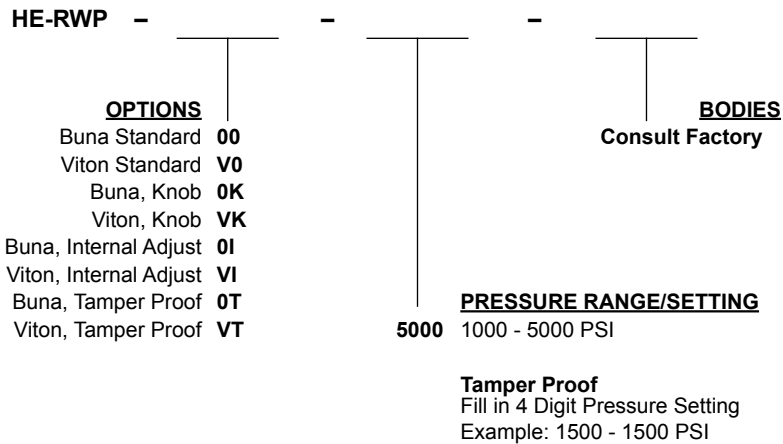 HE-RWP – – –
OPTIONS
Buna Standard 00
Viton Standard V0
Buna, Knob 0K
Viton, Knob VK
Buna, Internal Adjust 0I
Viton, Internal Adjust VI
Buna, Tamper Proof 0T
Viton, Tamper Proof VT
PRESSURE RANGE/SETTING
5000 1000 - 5000 PSI
Tamper Proof
Fill in 4 Digit Pressure Setting
Example: 1500 - 1500 PSI
BODIES
Consult Factory